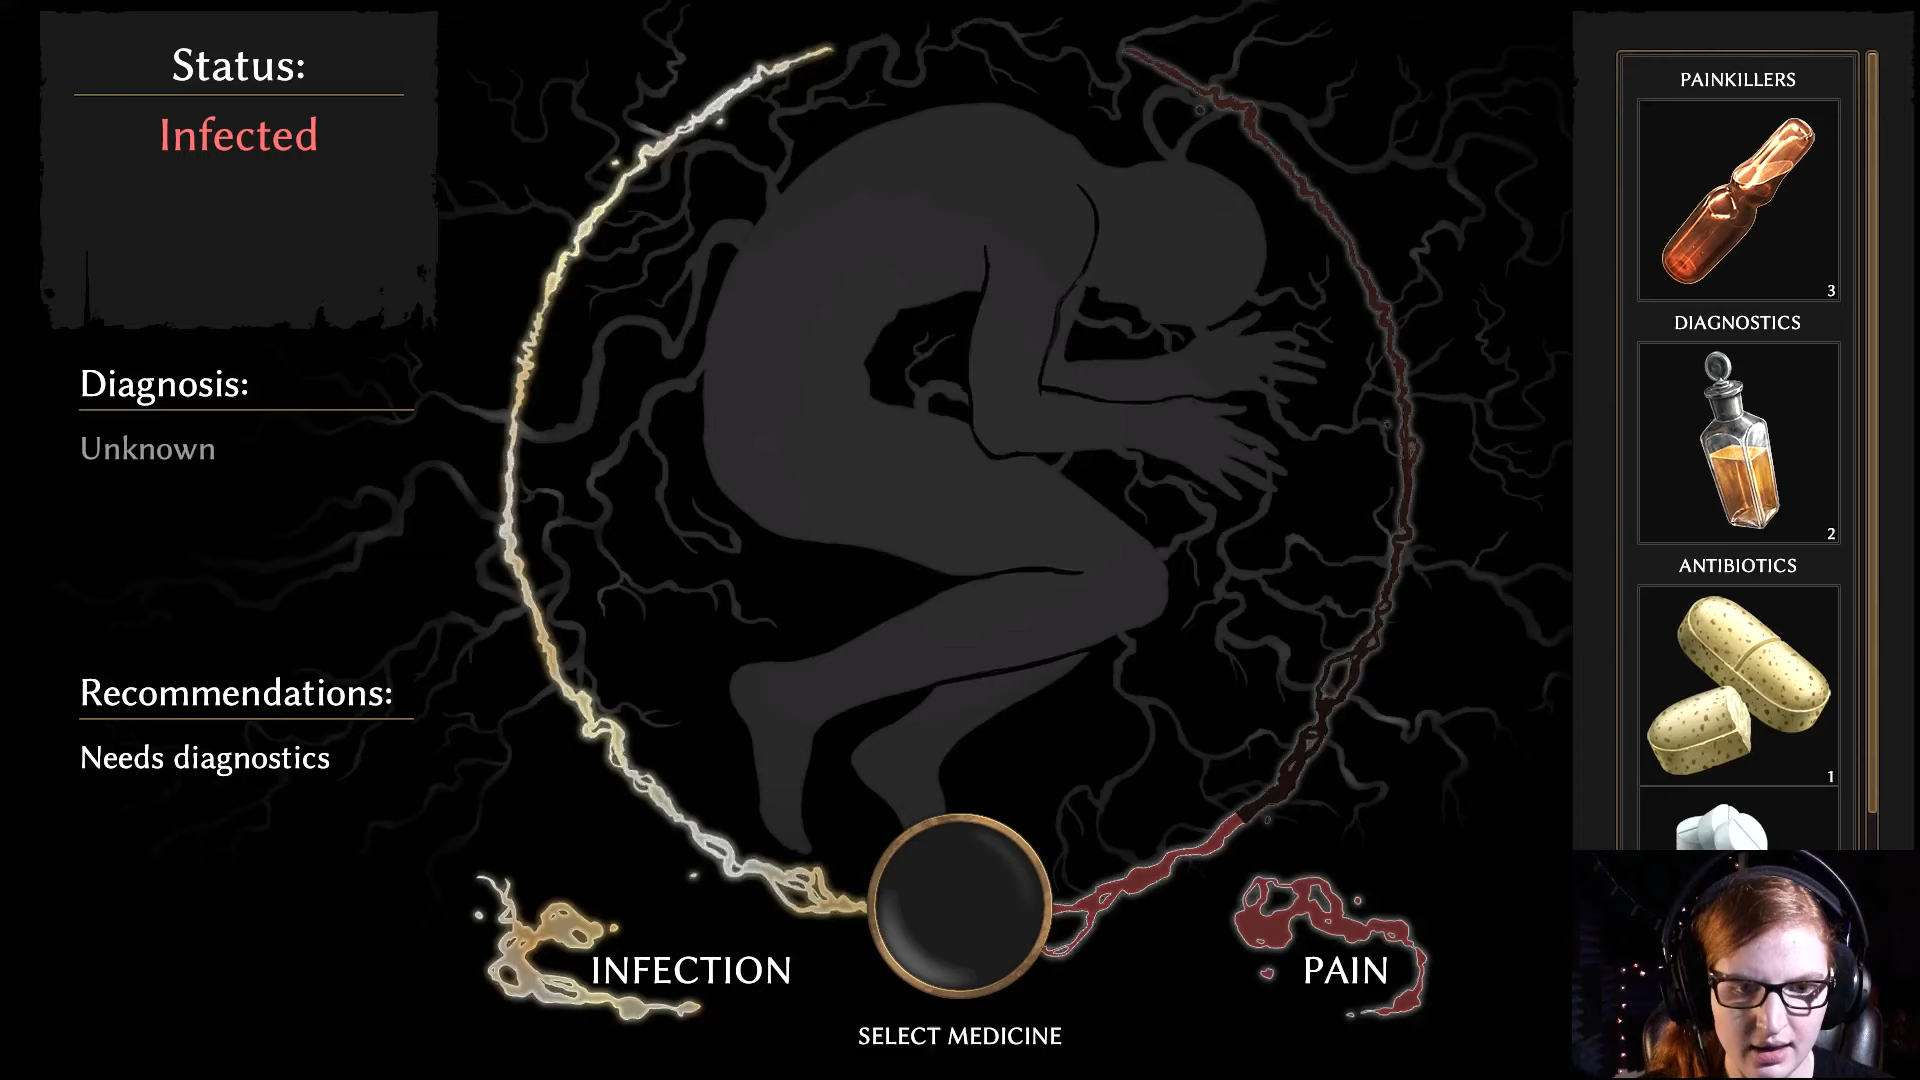 Status:
Infected
Diagnosis:
Unknown
Recommendations:
Needs diagnostics
INFECTION
PAIN
SELECT MEDICINE
PAINKILLERS
3
DIAGNOSTICS
2
ANTIBIOTICS
1